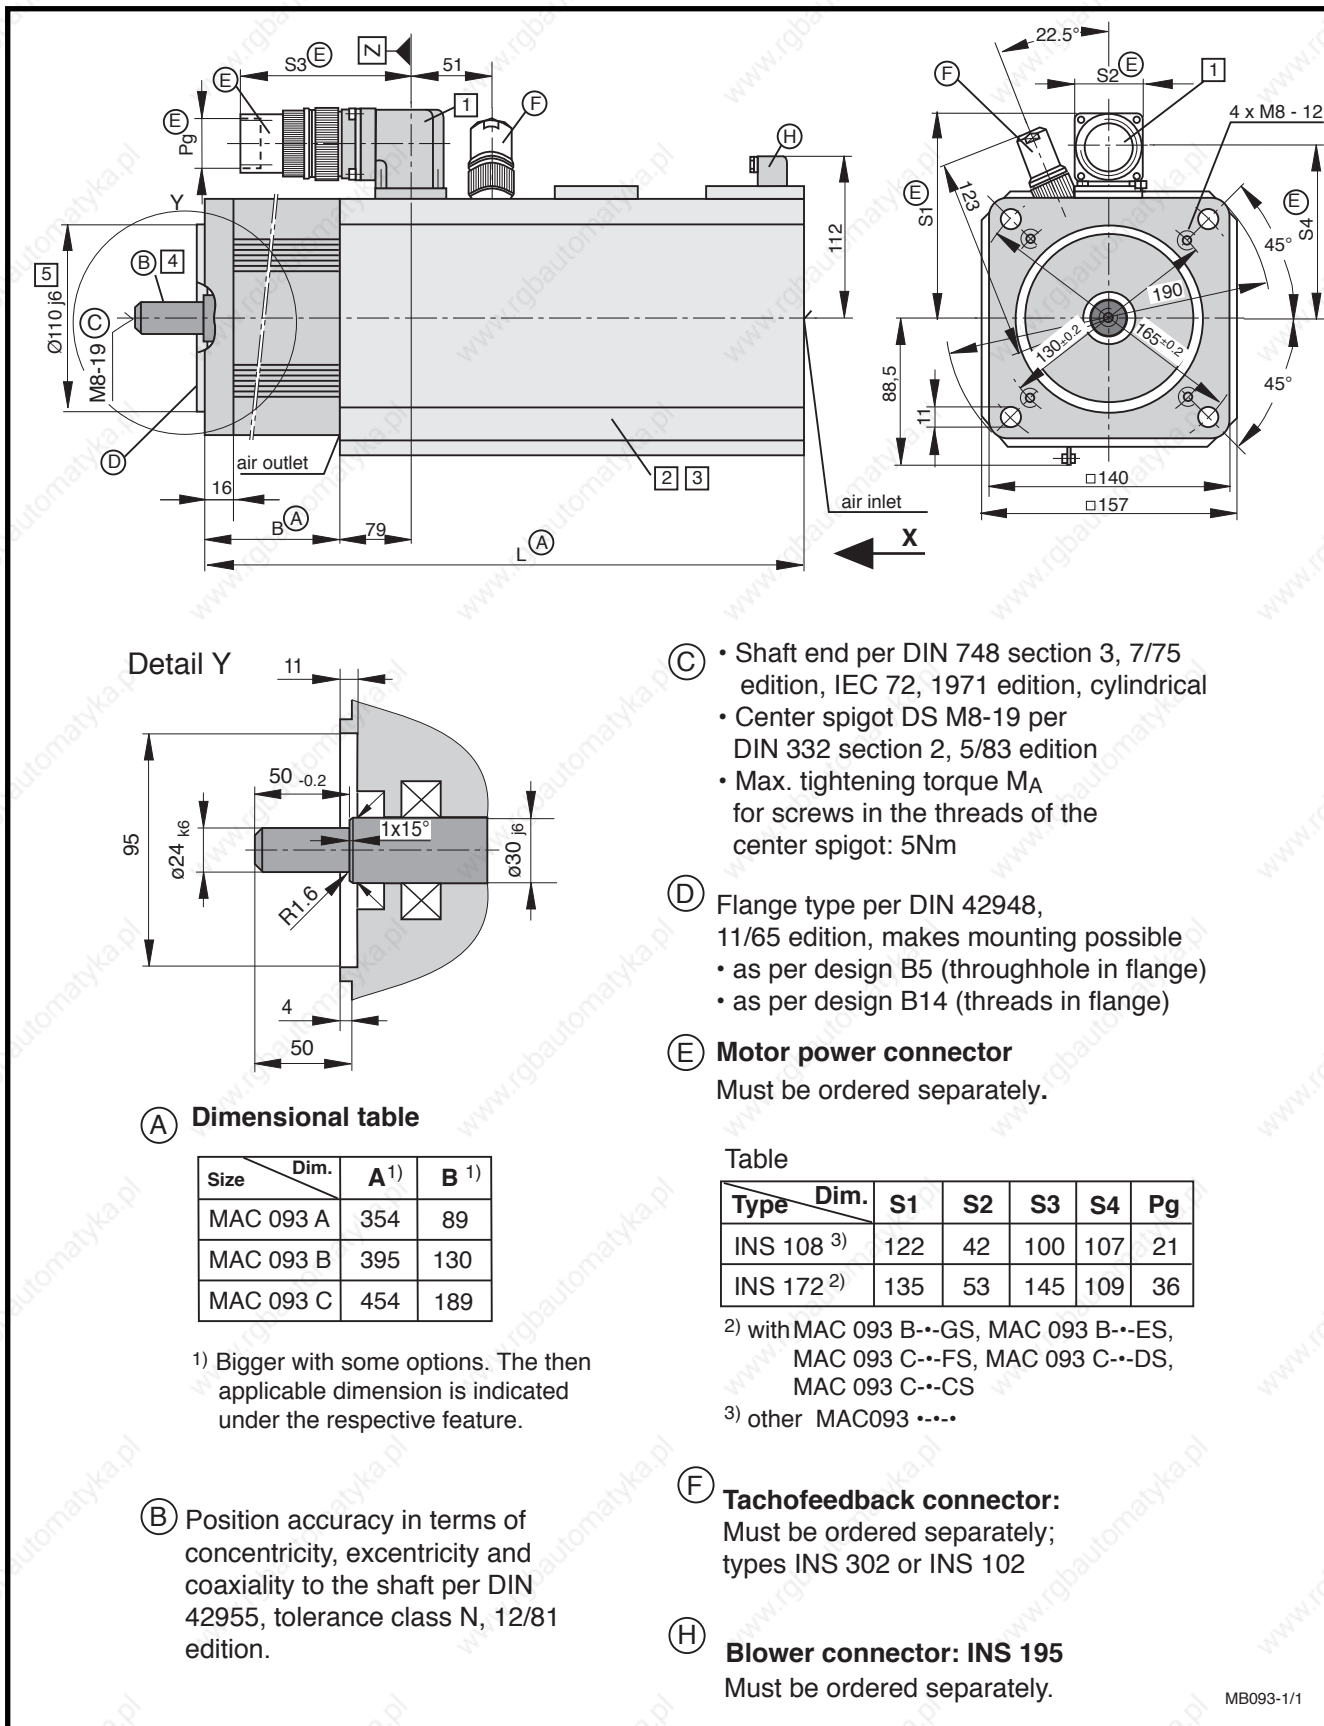 S3 E
Z
51
22.5°
E
E
Pg
1
F
H
F
S2 E
1
4 x M8 - 12
Y
E
S1
123
E
S4
45°
112
5
Ø110 j6
B 4
C
M8-19
190
130±0.2
165±0.2
88,5
11
45°
D
air outlet
2 3
16
air inlet
□140
□157
B A
79
L A
X
Detail Y
11
50 -0.2
1x15°
95
ø24 k6
ø30 j6
R1.6
4
50
C • Shaft end per DIN 748 section 3, 7/75
edition, IEC 72, 1971 edition, cylindrical
• Center spigot DS M8-19 per
DIN 332 section 2, 5/83 edition
• Max. tightening torque MA
for screws in the threads of the
center spigot: 5Nm
D Flange type per DIN 42948,
11/65 edition, makes mounting possible
• as per design B5 (throughhole in flange)
• as per design B14 (threads in flange)
E Motor power connector
Must be ordered separately.
A Dimensional table
Size Dim. A 1) B 1)
MAC 093 A 354 89
MAC 093 B 395 130
MAC 093 C 454 189
1) Bigger with some options. The then
applicable dimension is indicated
under the respective feature.
Table
Type Dim. S1 S2 S3 S4 Pg
INS 108 3) 122 42 100 107 21
INS 172 2) 135 53 145 109 36
2) with MAC 093 B-•-GS, MAC 093 B-•-ES,
MAC 093 C-•-FS, MAC 093 C-•-DS,
MAC 093 C-•-CS
3) other MAC093 •-•-•
B Position accuracy in terms of
concentricity, excentricity and
coaxiality to the shaft per DIN
42955, tolerance class N, 12/81
edition.
F Tachofeedback connector:
Must be ordered separately;
types INS 302 or INS 102
H Blower connector: INS 195
Must be ordered separately.
MB093-1/1
www.rgbautomatyka.pl